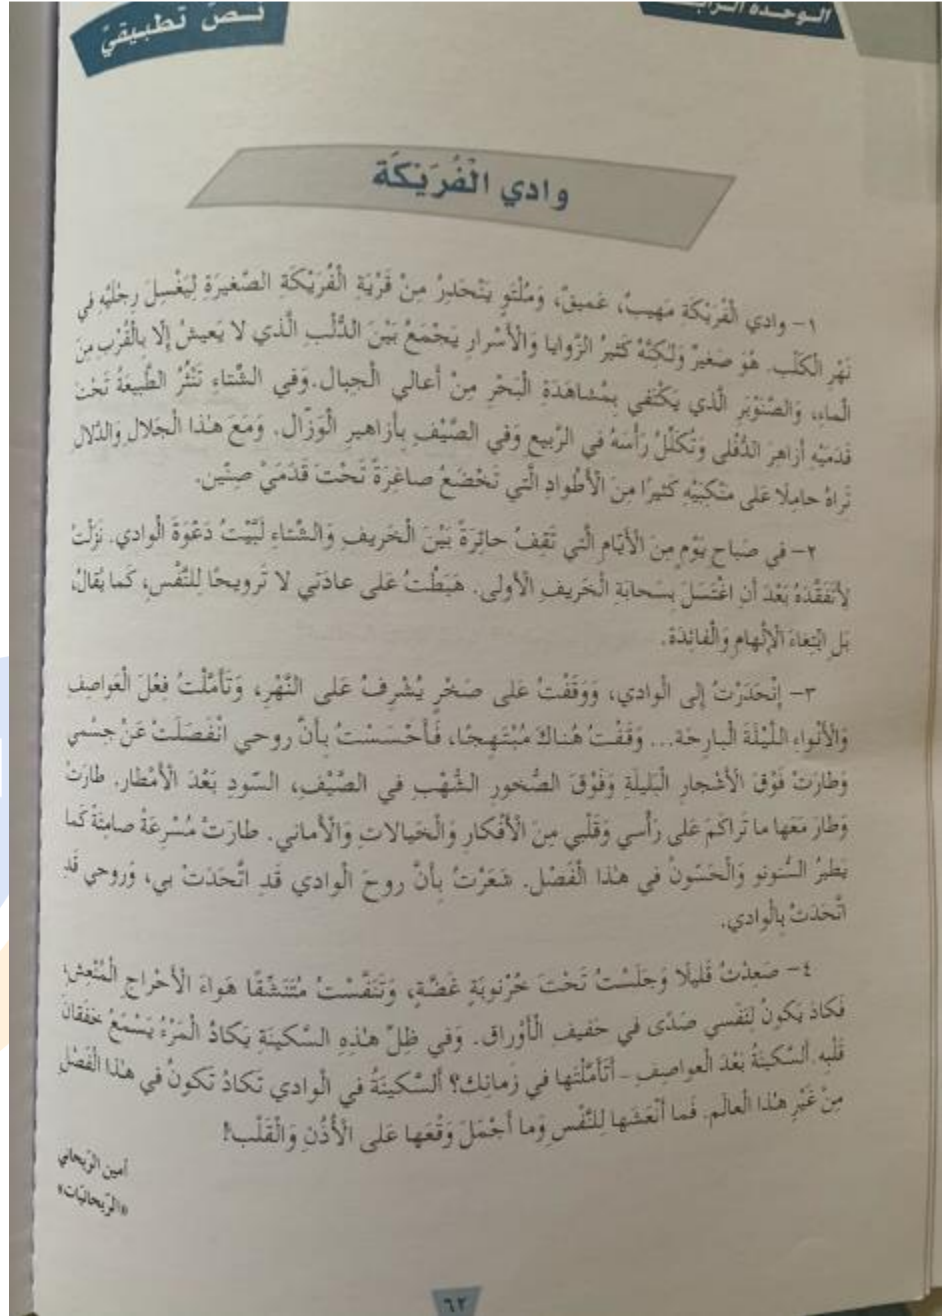 الوحدة الرابعة
نص تطبيقيّ
وادي الْفُرَيْكَة
١- وادي الْفُرَيْكَةِ مَهيبٌ، عَميقٌ، وَمُلْتَوٍ يَنْحَدِرُ مِنْ قَرْيَةِ الْفُرَيْكَةِ الصَّغيرَةِ لِيَغْسِلَ رِجْلَيْهِ في
نَهْرِ الْكَلْبِ. هُوَ صَغيرٌ وَلٰكِنَّهُ كَثيرُ الزَّوايا وَالْأَسْرارِ يَجْمَعُ بَيْنَ الدُّلْبِ الَّذي لا يَعيشُ إِلّا بِالْقُرْبِ مِنَ
الْماءِ، وَالصَّنَوْبَرِ الَّذي يَكْتَفي بِمُشاهَدَةِ الْبَحْرِ مِنْ أَعالي الْجِبالِ. وَفي الشِّتاءِ تَنْثُرُ الطَّبيعَةُ تَحْتَ
قَدَمَيْهِ أَزاهِرَ الدِّفْلى وَتُكَلِّلُ رَأْسَهُ في الرَّبيعِ وَفي الصَّيْفِ بِأَزاهيرِ الْوَزّالِ. وَمَعَ هٰذا الْجَلالِ وَالدَّلالِ
تَراهُ حامِلًا عَلى مَنْكِبَيْهِ كَثيرًا مِنَ الْأَطْوادِ الَّتي تَخْضَعُ صاغِرَةً تَحْتَ قَدَمَيْ صِنّين.
٢- في صَباحِ يَوْمٍ مِنَ الْأَيّامِ الَّتي تَقِفُ حائِرَةً بَيْنَ الْخَريفِ وَالشِّتاءِ لَبَّيْتُ دَعْوَةَ الْوادي. نَزَلْتُ
لِأَتَفَقَّدَهُ بَعْدَ أَنِ اغْتَسَلَ بِسَحابَةِ الْخَريفِ الْأولى. هَبَطْتُ عَلى عادَتي لا تَرويحًا لِلنَّفْسِ، كَما يُقالُ،
بَلِ ابْتِغاءَ الْإِلْهامِ وَالْفائِدَة.
٣- اِنْحَدَرْتُ إِلى الْوادي، وَوَقَفْتُ عَلى صَخْرٍ يُشْرِفُ عَلى النَّهْرِ، وَتَأَمَّلْتُ فِعْلَ الْعَواصِفِ
وَالْأَنْواءِ اللَّيْلَةَ الْبارِحَة... وَقَفْتُ هُناكَ مُبْتَهِجًا، فَأَحْسَسْتُ بِأَنَّ روحي انْفَصَلَتْ عَنْ جِسْمي
وَطارَتْ فَوْقَ الْأَشْجارِ الْبَليلَةِ وَفَوْقَ الصُّخورِ الشُّهْبِ في الصَّيْفِ، السّودِ بَعْدَ الْأَمْطار. طارَتْ
وَطارَ مَعَها ما تَراكَمَ عَلى رَأْسي وَقَلْبي مِنَ الْأَفْكارِ وَالْخَيالاتِ وَالْأَماني. طارَتْ مُسْرِعَةً صامِتَةً كَما
يَطيرُ السُّنونو وَالْحَسّونُ في هٰذا الْفَصْل. شَعَرْتُ بِأَنَّ روحَ الْوادي قَدِ اتَّحَدَتْ بي، وَروحي قَدِ
اتَّحَدَتْ بِالْوادي.
٤- صَعِدْتُ قَليلًا وَجَلَسْتُ تَحْتَ خُرْنوبَةٍ غَضَّةٍ، وَتَنَفَّسْتُ مُتَنَشِّقًا هَواءَ الْأَحْراجِ الْمُنْعِشَ،
فَكادَ يَكونُ لِنَفَسي صَدًى في حَفيفِ الْأَوْراق. وَفي ظِلِّ هٰذِهِ السَّكينَةِ يَكادُ الْمَرْءُ يَسْمَعُ خَفَقانَ
قَلْبِه. أَلسَّكينَةُ بَعْدَ الْعَواصِفِ - أَتَأَمَّلْتَها في زَمانِك؟ أَلسَّكينَةُ في الْوادي تَكادُ تَكونُ في هٰذا الْفَصْلِ
مِنْ غَيْرِ هٰذا الْعالَم. فَما أَنْعَشَها لِلنَّفْسِ وَما أَجْمَلَ وَقْعَها عَلى الْأُذُنِ وَالْقَلْب!
أمين الرّيحاني
«الرّيحانيّات»
٦٢